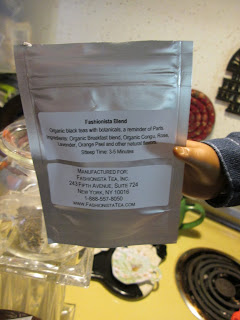 Fashionista Blend
Organic black teas with botanicals, a reminder of Paris
Ingredients: Organic Breakfast blend, Organic Congu, Rose,
Lavender, Orange Peel and other natural flavors.
Steep Time: 3-5 Minutes
MANUFACTURED FOR:
FASHIONISTA TEA, INC.
243 FIFTH AVENUE, SUITE 724
NEW YORK, NY 10016
1-888-557-8050
WWW.FASHIONISTATEA.COM